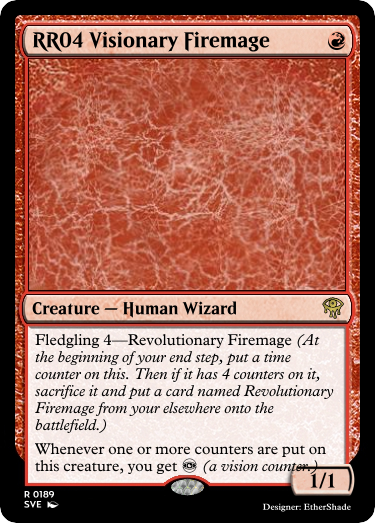 RR04 Visionary Firemage
Creature — Human Wizard
Fledgling 4—Revolutionary Firemage (At
the beginning of your end step, put a time
counter on this. Then if it has 4 counters on it,
sacrifice it and put a card named Revolutionary
Firemage from your elsewhere onto the
battlefield.)
Whenever one or more counters are put on
this creature, you get (a vision counter.)
1/1
R 0189
SVE
Designer: EtherShade